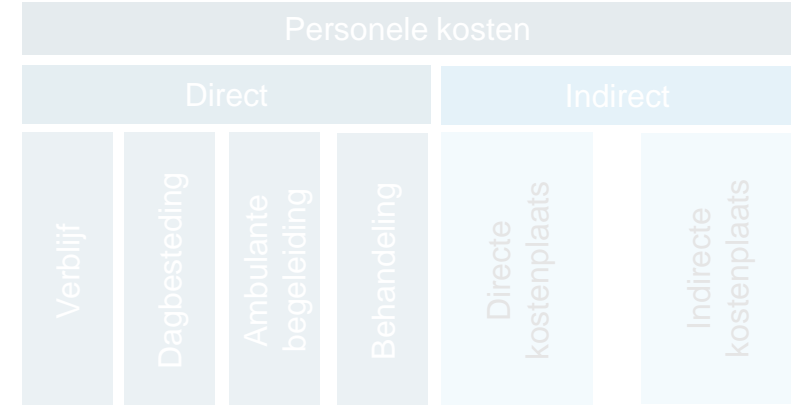 Personele kosten
Direct
Indirect
Verblijf
Dagbesteding
Ambulante
begeleiding
Behandeling
Directe
kostenplaats
Indirecte
kostenplaats